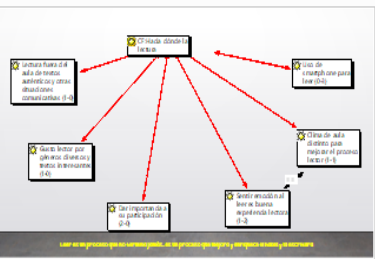 CF Hacia dónde la
lectura
Lectura fuera del
aula de textos
auténticos y otras
situaciones
comunicativas (1-0)
Uso de
smartphone para
leer (0-3)
Clima de aula
distinto para
mejorar el proceso
lector (1-1)
Gusto lector por
géneros diversos y
textos interesantes
(1-0)
Dar importancia a
su participación
(2-0)
Sentir emoción al
leer es buena
experiencia lectora
(1-2)